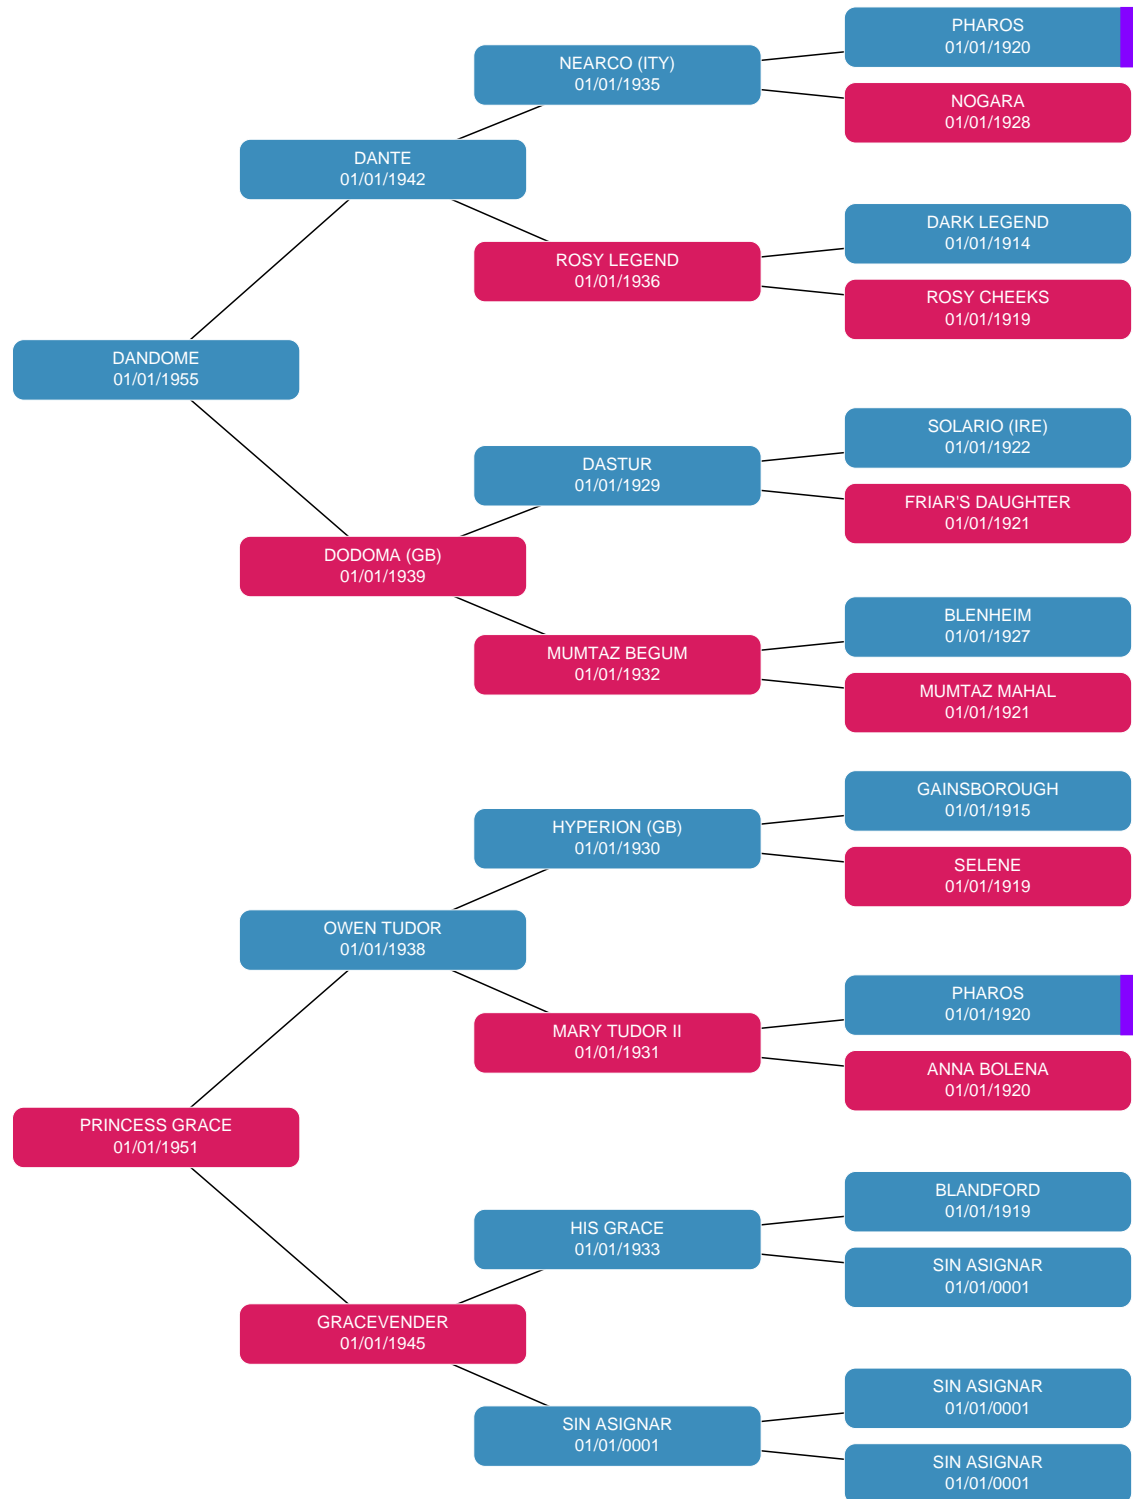 PHAROS
01/01/1920
NEARCO (ITY)
01/01/1935
NOGARA
01/01/1928
DANTE
01/01/1942
DARK LEGEND
01/01/1914
ROSY LEGEND
01/01/1936
ROSY CHEEKS
01/01/1919
DANDOME
01/01/1955
SOLARIO (IRE)
01/01/1922
DASTUR
01/01/1929
FRIAR'S DAUGHTER
01/01/1921
DODOMA (GB)
01/01/1939
BLENHEIM
01/01/1927
MUMTAZ BEGUM
01/01/1932
MUMTAZ MAHAL
01/01/1921
GAINSBOROUGH
01/01/1915
HYPERION (GB)
01/01/1930
SELENE
01/01/1919
OWEN TUDOR
01/01/1938
PHAROS
01/01/1920
MARY TUDOR II
01/01/1931
ANNA BOLENA
01/01/1920
PRINCESS GRACE
01/01/1951
BLANDFORD
01/01/1919
HIS GRACE
01/01/1933
SIN ASIGNAR
01/01/0001
GRACEVENDER
01/01/1945
SIN ASIGNAR
01/01/0001
SIN ASIGNAR
01/01/0001
SIN ASIGNAR
01/01/0001